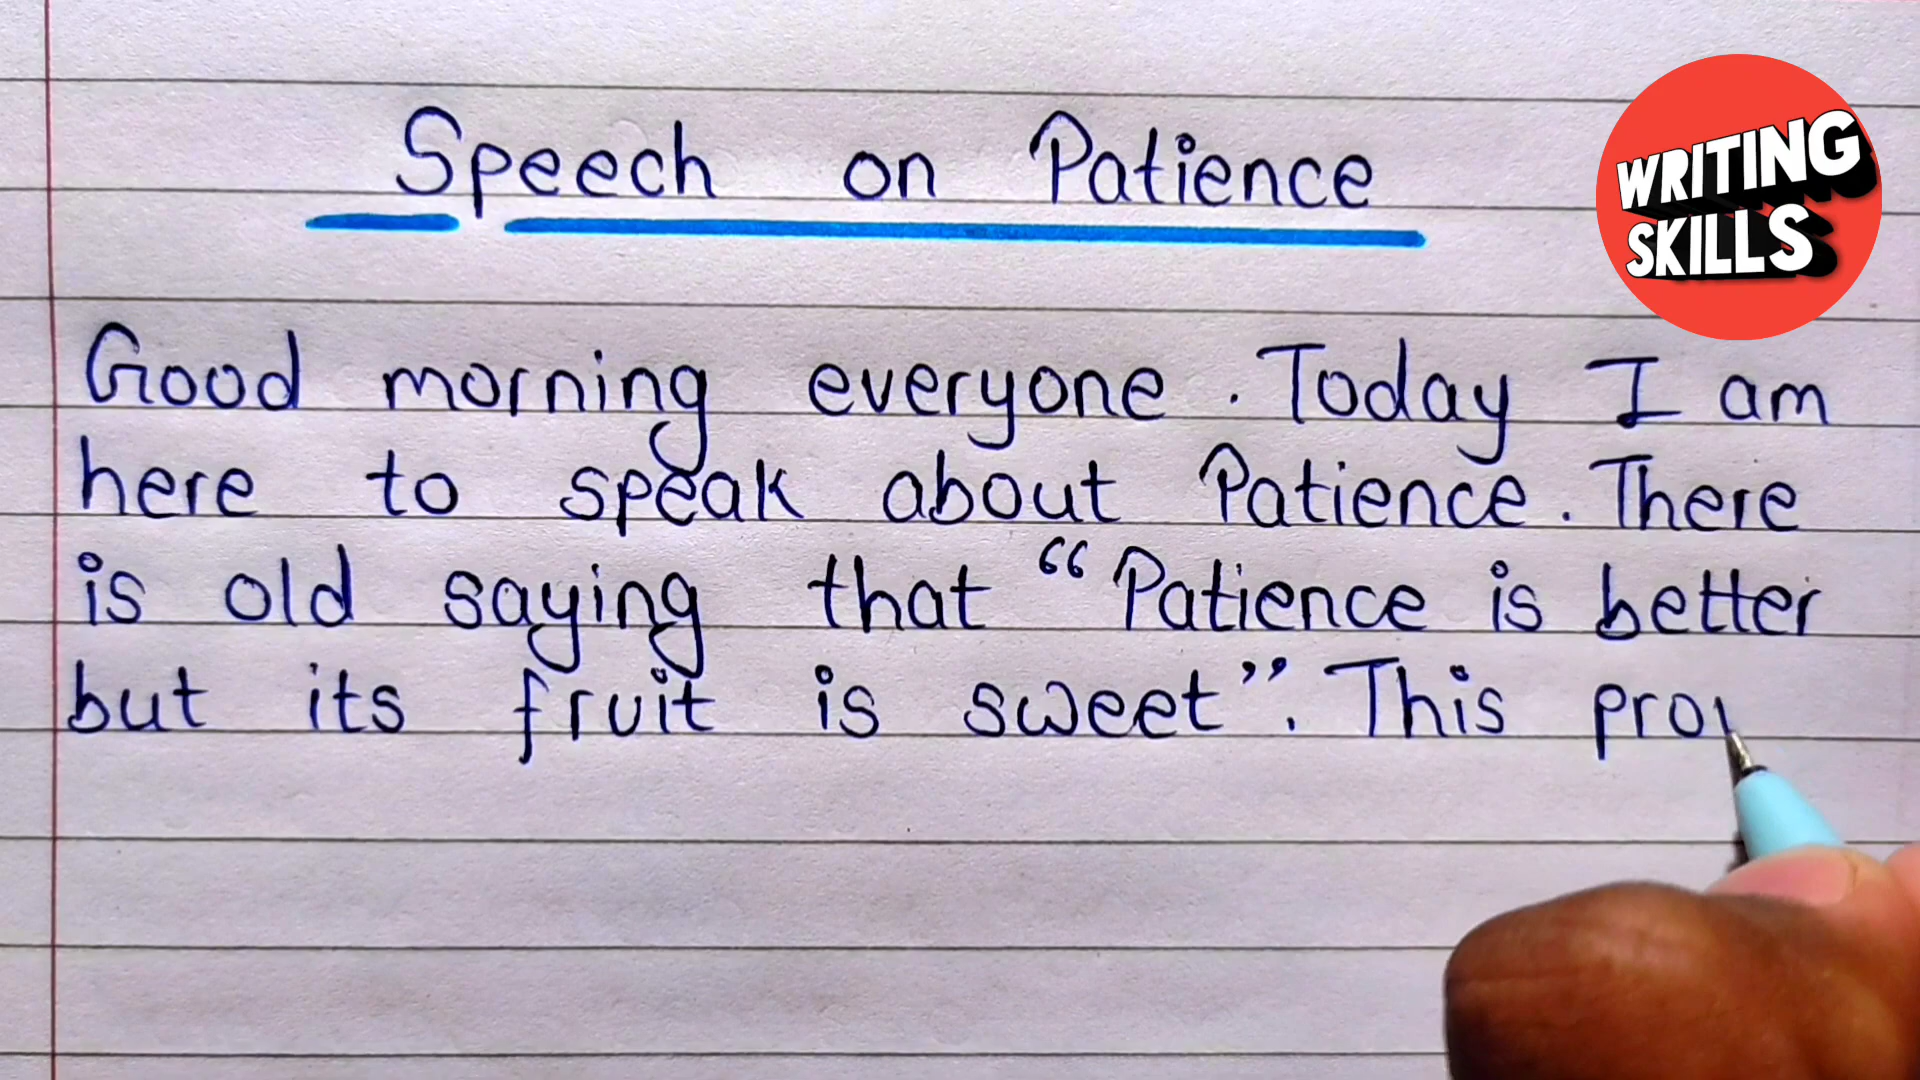 Speech on Patience
WRITING
SKILLS
Good morning everyone. Today I am
here to speak about Patience. There
is old saying that “Patience is better
but its fruit is sweet”. This prov